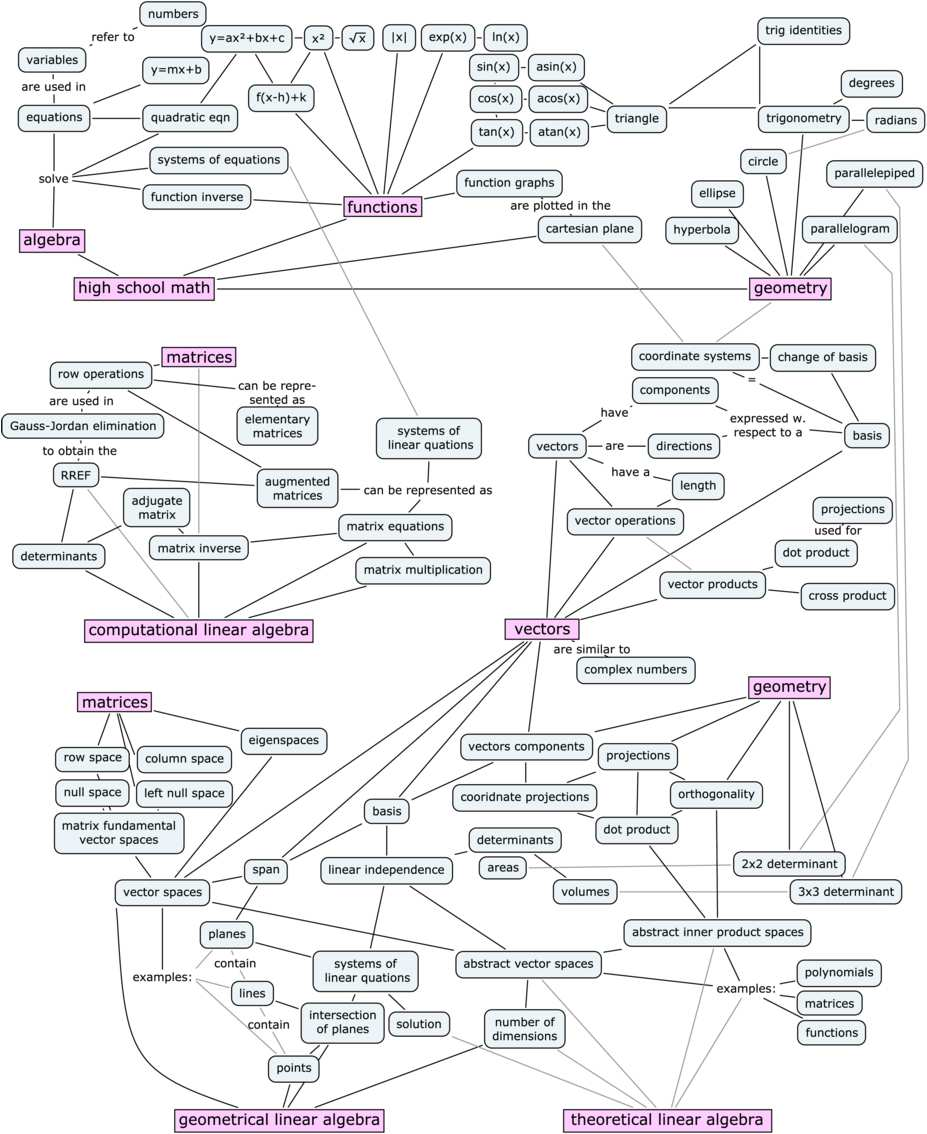 numbers
refer to
variables
are used in
equations
y=mx+b
quadratic eqn
y=ax²+bx+c
x²
√x
|x|
exp(x)
ln(x)
f(x-h)+k
sin(x)
asin(x)
cos(x)
acos(x)
tan(x)
atan(x)
triangle
trig identities
degrees
trigonometry
radians
circle
parallelepiped
ellipse
hyperbola
parallelogram
solve
systems of equations
function inverse
functions
function graphs
are plotted in the
cartesian plane
algebra
high school math
geometry
matrices
row operations
are used in
can be repre-
sented as
elementary
matrices
Gauss-Jordan elimination
to obtain the
RREF
augmented
matrices
can be represented as
systems of
linear quations
adjugate
matrix
matrix equations
determinants
matrix inverse
matrix multiplication
computational linear algebra
coordinate systems
change of basis
=
components
have
expressed w.
respect to a
basis
vectors
are
directions
have a
length
vector operations
projections
used for
dot product
vector products
cross product
vectors
are similar to
complex numbers
matrices
geometry
eigenspaces
row space
column space
null space
left null space
matrix fundamental
vector spaces
vectors components
projections
cooridnate projections
orthogonality
basis
dot product
determinants
linear independence
areas
2x2 determinant
span
volumes
3x3 determinant
vector spaces
planes
abstract inner product spaces
contain
examples:
systems of
linear quations
abstract vector spaces
polynomials
examples:
lines
matrices
contain
intersection
of planes
solution
number of
dimensions
functions
points
geometrical linear algebra
theoretical linear algebra